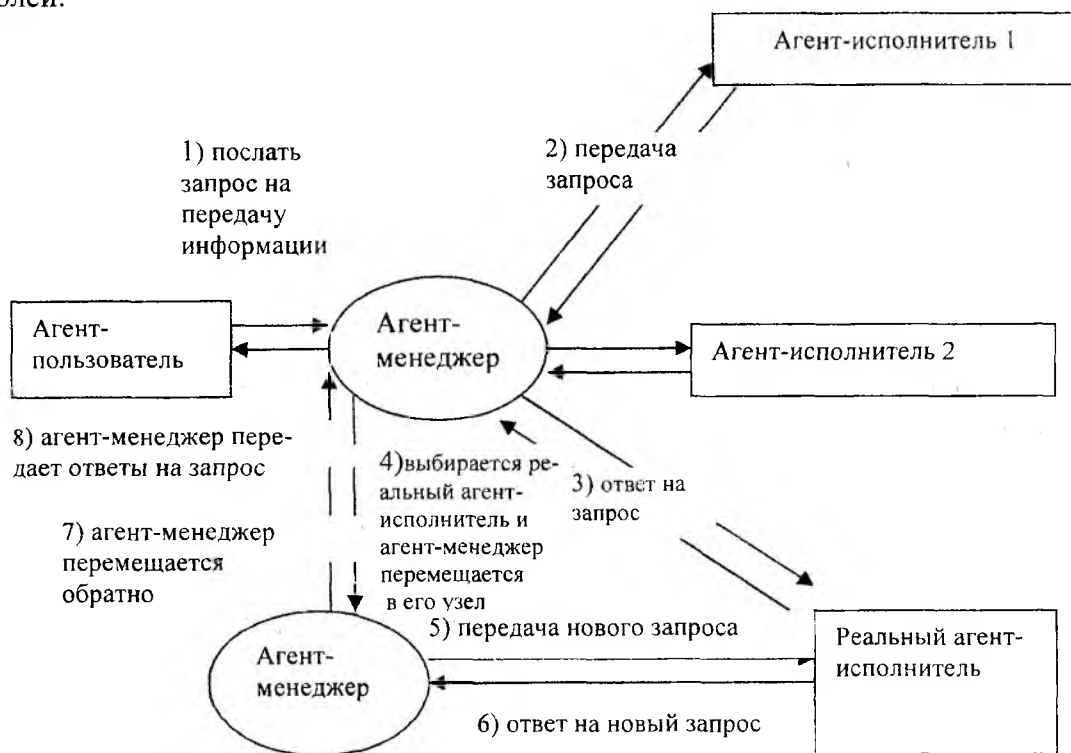 олей.
Агент-исполнитель 1
1) послать
запрос на
передачу
информации
2) передача
запроса
Агент-
пользователь
Агент-
менеджер
Агент-исполнитель 2
8) агент-менеджер пере-
дает ответы на запрос
4)выбирается ре-
альный агент-
исполнитель и
агент-менеджер
перемещается
в его узел
3) ответ на
запрос
7) агент-менеджер
перемещается
обратно
5) передача нового запроса
Агент-
менеджер
Реальный агент-
исполнитель
6) ответ на новый запрос